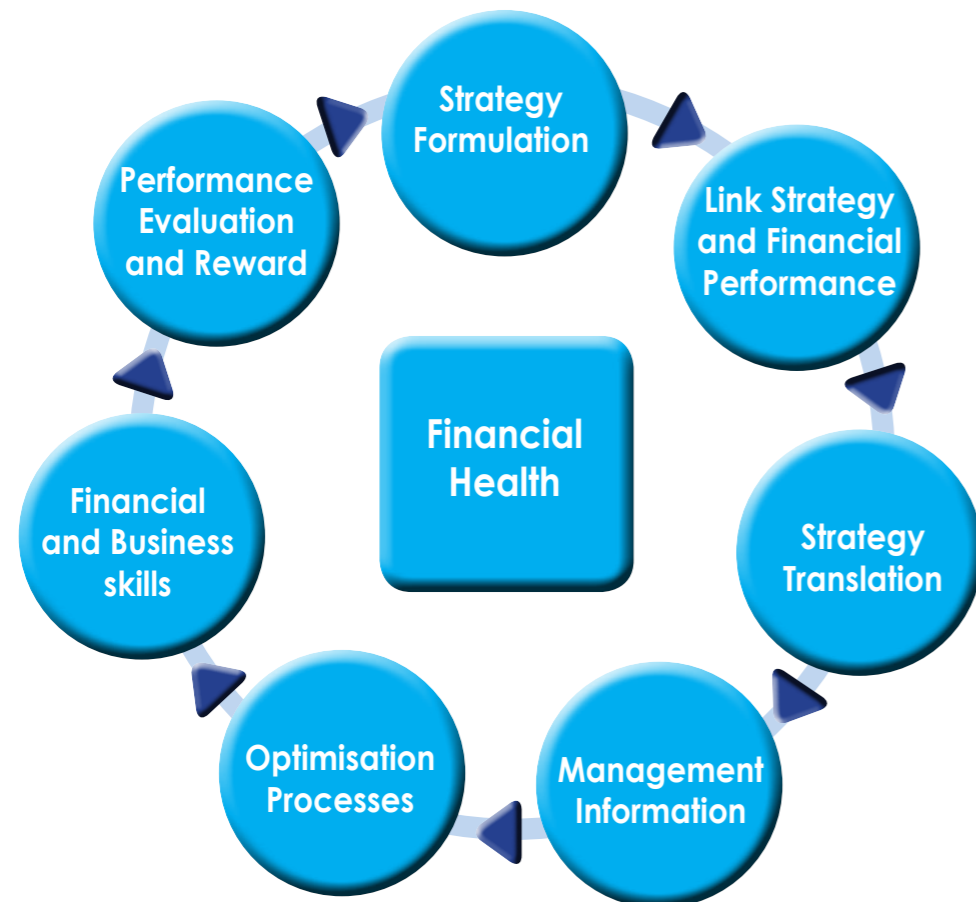 Strategy
Formulation
Link Strategy
and Financial
Performance
Strategy
Translation
Management
Information
Optimisation
Processes
Financial
and Business
skills
Performance
Evaluation
and Reward
Financial
Health